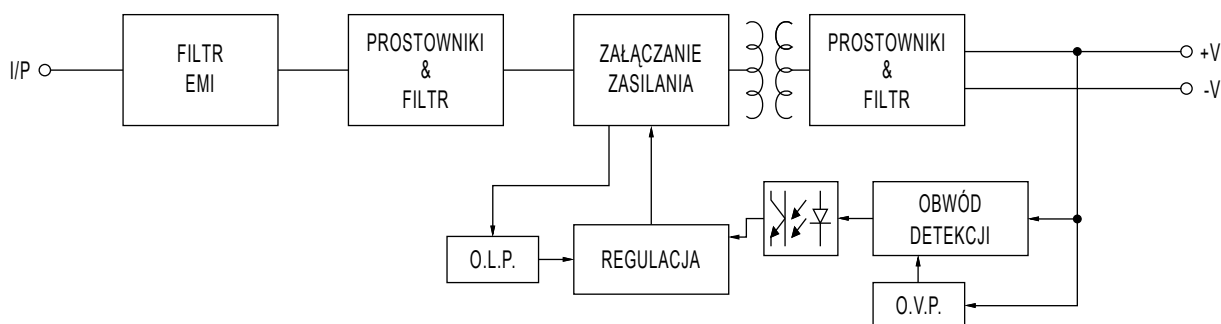 I/P
FILTR
EMI
PROSTOWNIKI
&
FILTR
ZAŁĄCZANIE
ZASILANIA
PROSTOWNIKI
&
FILTR
+V
-V
O.L.P.
REGULACJA
OBWÓD
DETEKCJI
O.V.P.